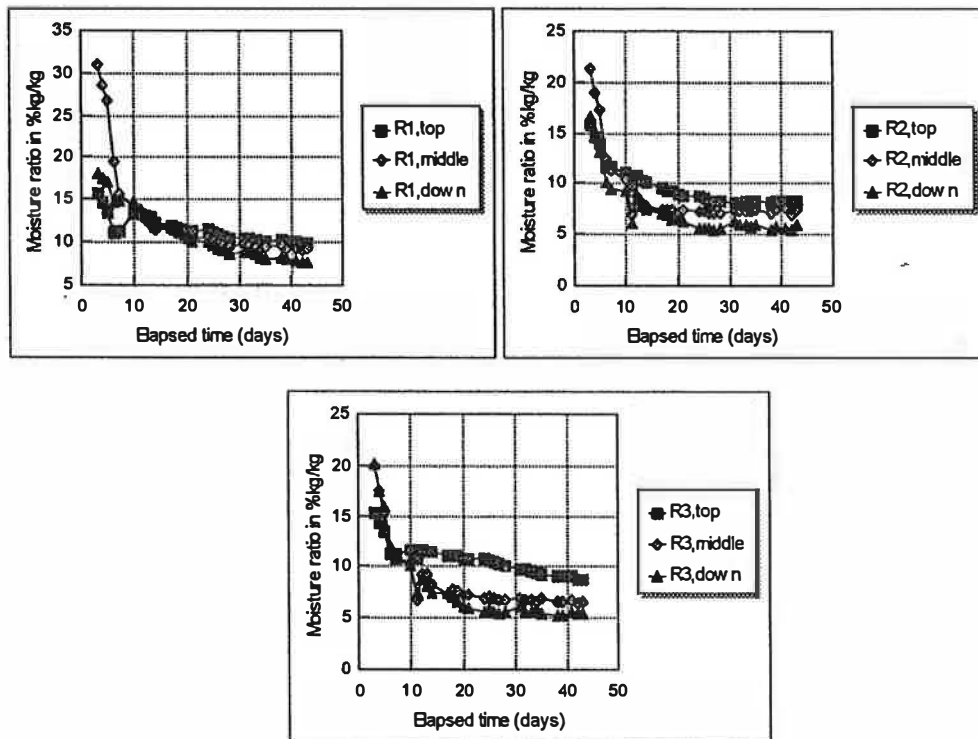 35
30
25
20
15
10
5
0 10 20 30 40 50
Moisture ratio in %kg/kg
Elapsed time (days)
R1,top
R1,middle
R1,down
25
20
15
10
5
0
0 10 20 30 40 50
Moisture ratio in %kg/kg
Elapsed time (days)
R2,top
R2,middle
R2,down
25
20
15
10
5
0
0 10 20 30 40 50
Moisture ratio in %kg/kg
Elapsed time (days)
R3,top
R3,middle
R3,down